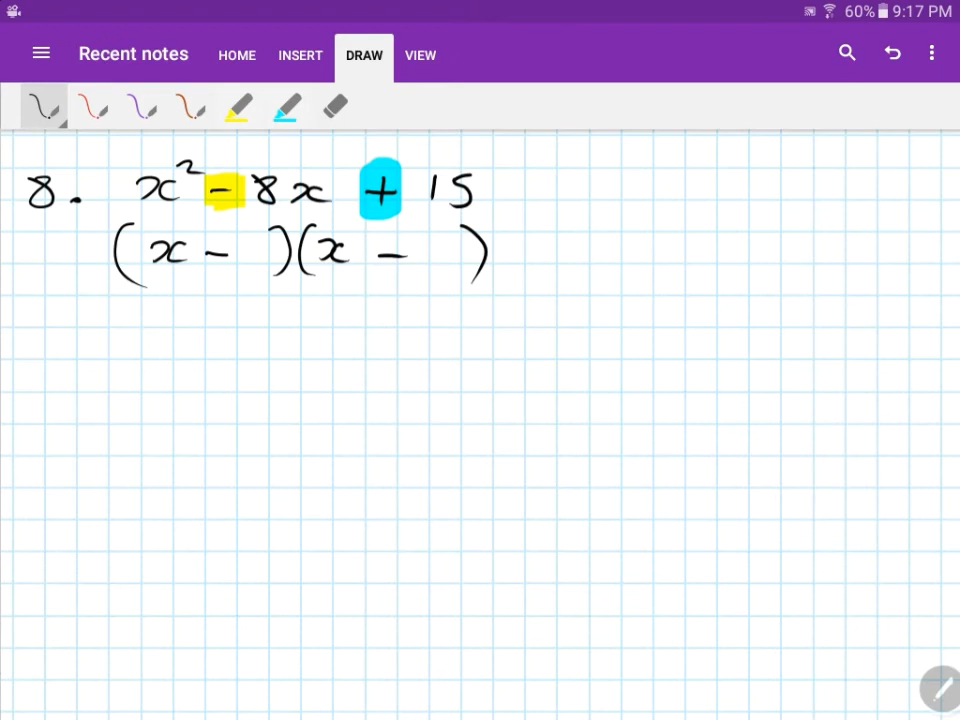 60% 9:17 PM
Recent notes HOME INSERT DRAW VIEW
8. x² - 8x + 15
(x - )(x - )